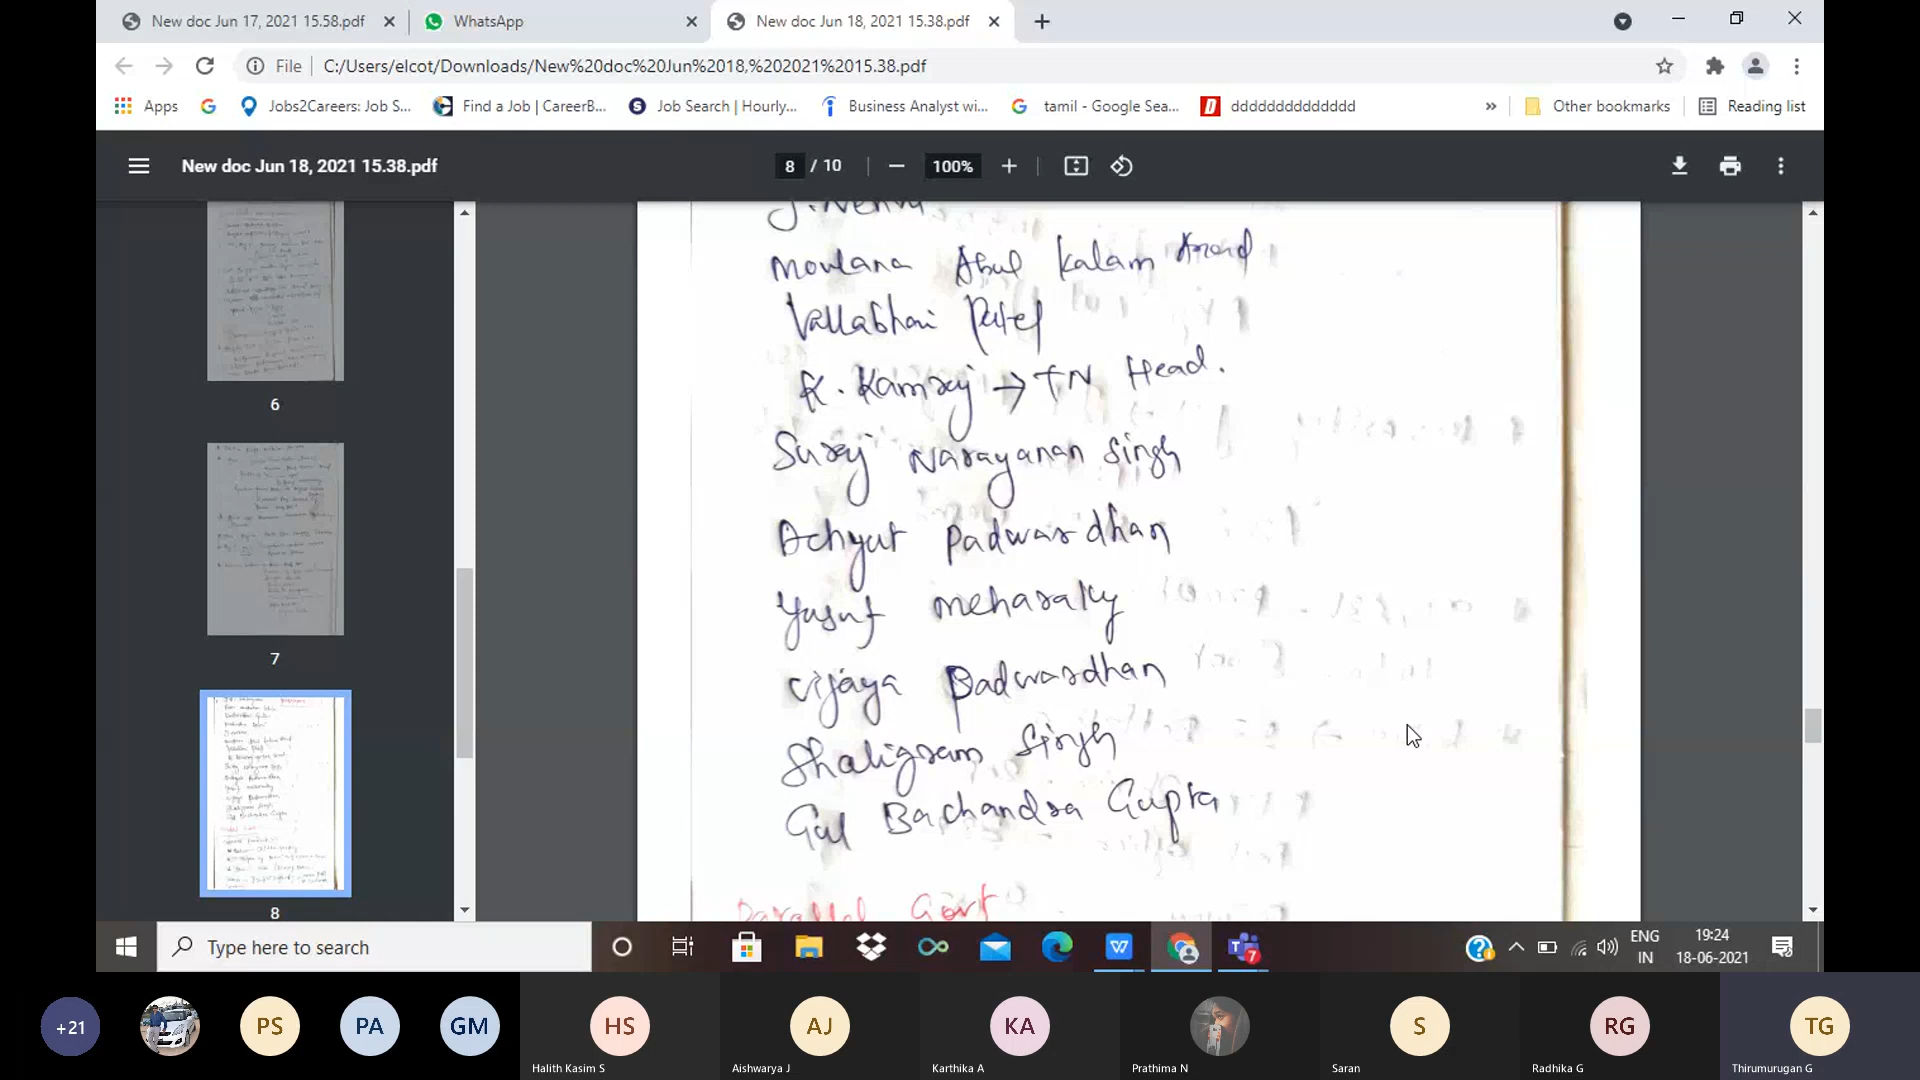 New doc Jun 17, 2021 15.58.pdf
WhatsApp
New doc Jun 18, 2021 15.38.pdf
File
C:/Users/elcot/Downloads/New%20doc%20Jun%2018,%202021%2015.38.pdf
Apps
Jobs2Careers: Job S...
Find a Job | CareerB...
Job Search | Hourly,...
Business Analyst wi...
tamil - Google Sea...
dddddddddddddd
»
Other bookmarks
Reading list
New doc Jun 18, 2021 15.38.pdf
8 / 10
100%
6
7
8
J. Nehru
Moulana Abul Kalam Azad
Vallabhai Patel
K. Kamraj → TN Head.
Suraj Narayanan Singh
Achyut Padwardhan
Yusuf meharaly
Vijaya Padwardhan
Shaligram Singh
Gul Bachandra Gupta
Parallel Govt
Type here to search
7
ENG
IN
19:24
18-06-2021
+21
PS
PA
GM
HS
AJ
KA
S
RG
TG
Halith Kasim S
Aishwarya J
Karthika A
Prathima N
Saran
Radhika G
Thirumurugan G